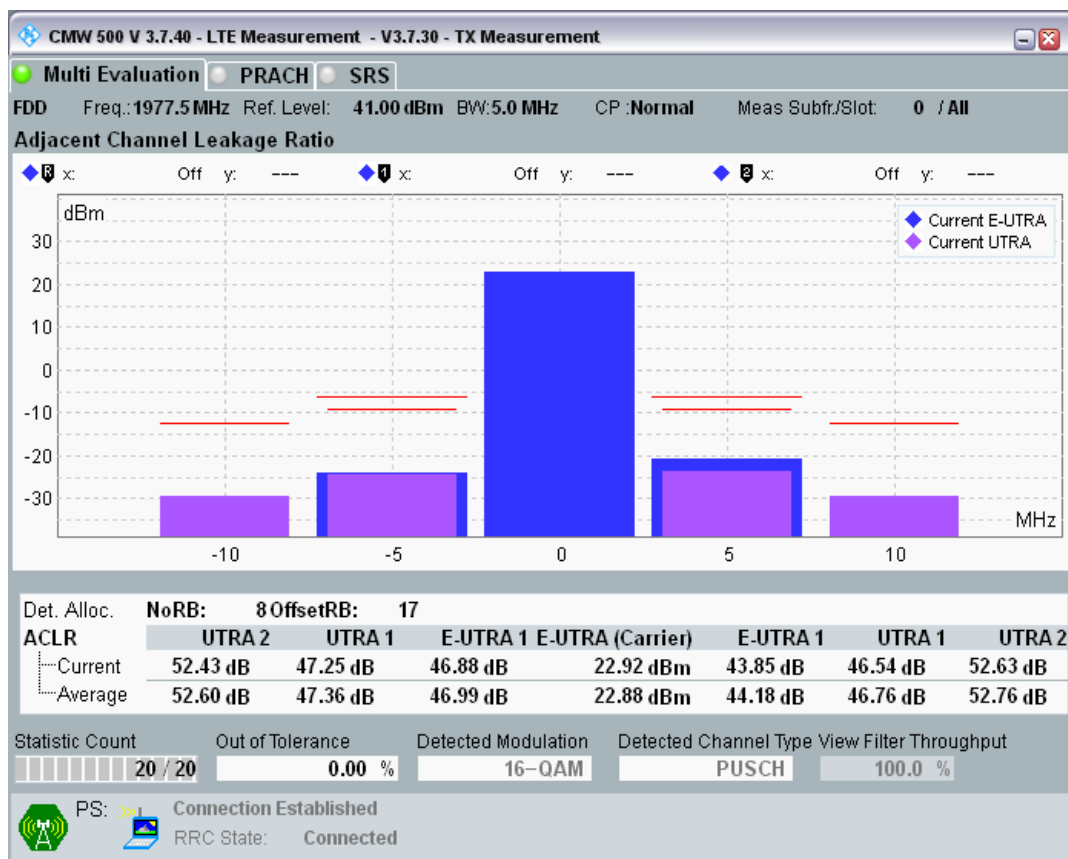 CMW 500 V 3.7.40 - LTE Measurement - V3.7.30 - TX Measurement
Multi Evaluation PRACH SRS
FDD Freq.:1977.5 MHz Ref. Level: 41.00 dBm BW:5.0 MHz CP :Normal Meas Subfr./Slot: 0 / All
Adjacent Channel Leakage Ratio
R x: Off y: --- 1 x: Off y: --- 2 x: Off y: ---
dBm
Current E-UTRA
Current UTRA
30
20
10
0
-10
-20
-30
MHz
-10 -5 0 5 10
Det. Alloc. NoRB: 8 OffsetRB: 17
ACLR UTRA 2 UTRA 1 E-UTRA 1 E-UTRA (Carrier) E-UTRA 1 UTRA 1 UTRA 2
Current 52.43 dB 47.25 dB 46.88 dB 22.92 dBm 43.85 dB 46.54 dB 52.63 dB
Average 52.60 dB 47.36 dB 46.99 dB 22.88 dBm 44.18 dB 46.76 dB 52.76 dB
Statistic Count Out of Tolerance Detected Modulation Detected Channel Type View Filter Throughput
20 / 20 0.00 % 16-QAM PUSCH 100.0 %
PS: Connection Established
RRC State: Connected